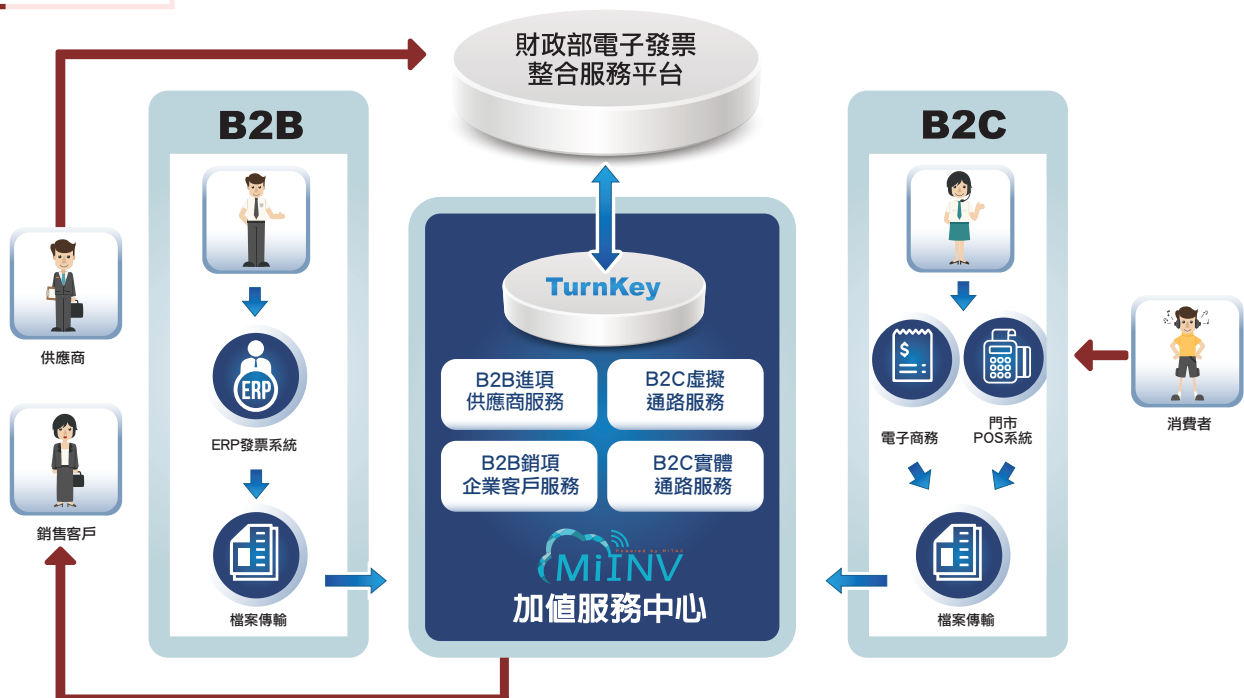 財政部電子發票
整合服務平台
B2B
ERP
ERP發票系統
檔案傳輸
供應商
銷售客戶
TurnKey
B2B進項
供應商服務
B2C虛擬
通路服務
B2B銷項
企業客戶服務
B2C實體
通路服務
Powered by MiTAC
MiINV
加值服務中心
B2C
$
電子商務
門市
POS系統
檔案傳輸
消費者